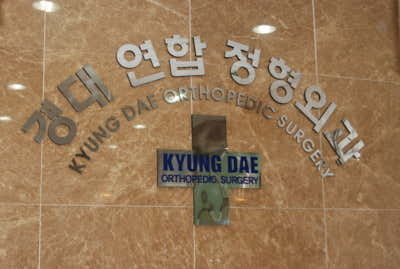 경대 연합 정형외과
KYUNG DAE ORTHOPEDIC SURGERY
KYUNG DAE
ORTHOPEDIC SURGERY